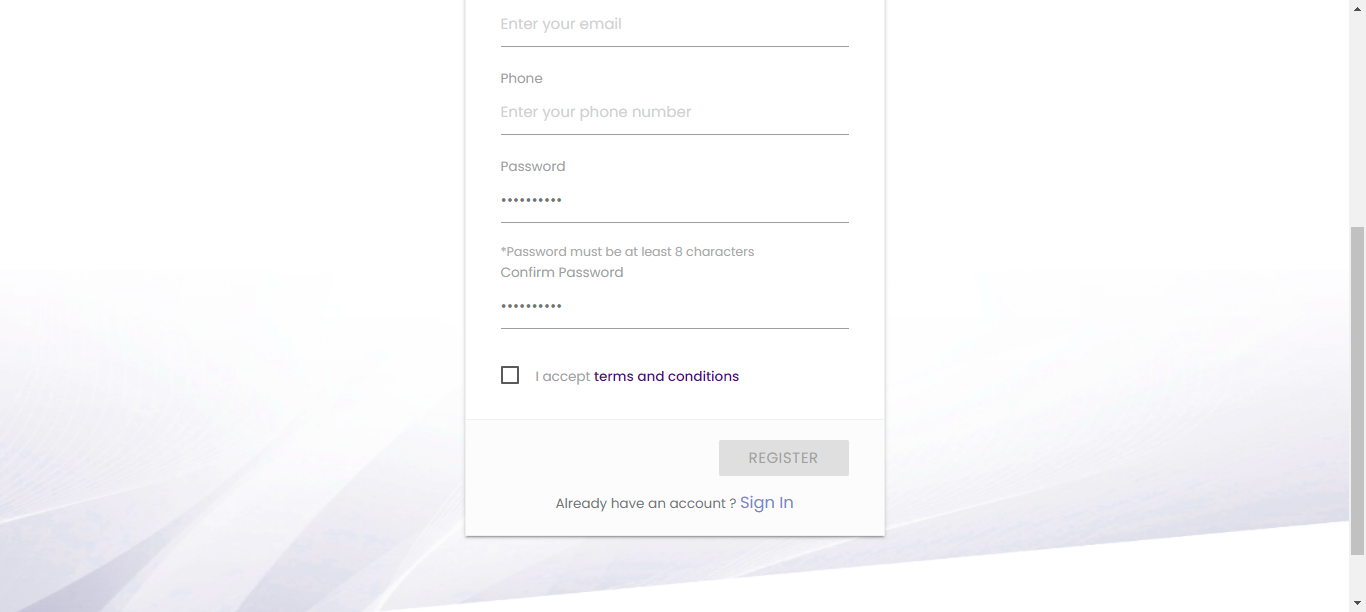 Enter your email
Phone
Enter your phone number
Password
••••••••••
*Password must be at least 8 characters
Confirm Password
••••••••••
I accept terms and conditions
REGISTER
Already have an account ? Sign In